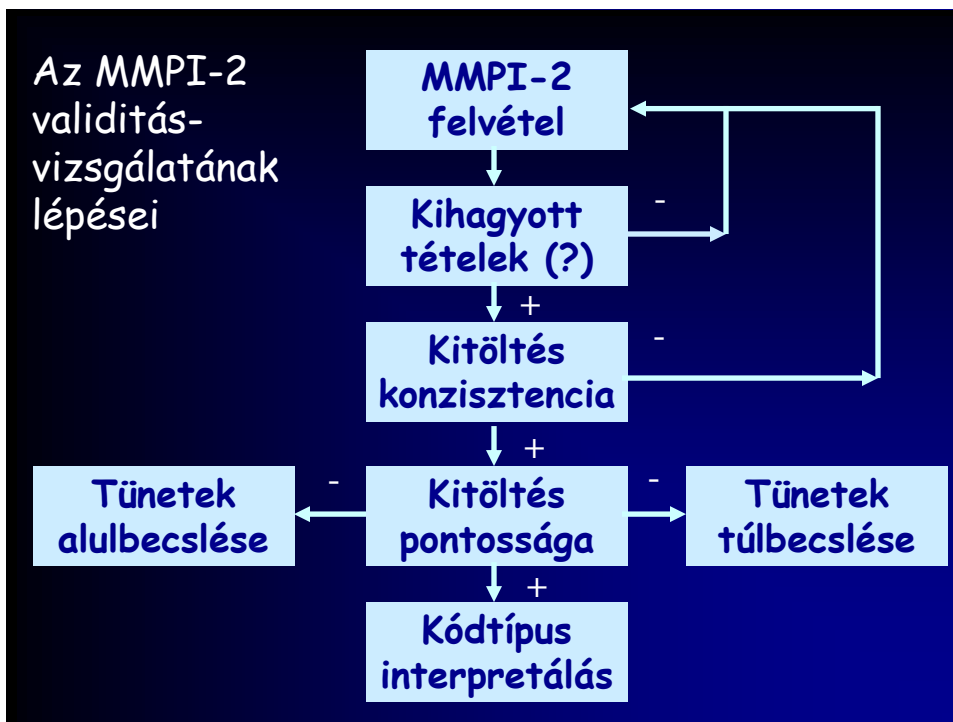 Az MMPI-2
validitás-
vizsgálatának
lépései
MMPI-2
felvétel
Kihagyott
tételek (?)
-
+
Kitöltés
konzisztencia
-
+
Tünetek
alulbecslése
-
Kitöltés
pontossága
-
Tünetek
túlbecslése
+
Kódtípus
interpretálás